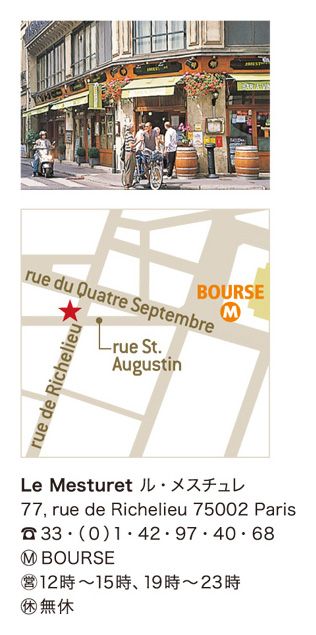 rue du Quatre Septembre
BOURSE
M
rue St.
Augustin
rue de Richelieu
Le Mesturet ル・メスチュレ
77, rue de Richelieu 75002 Paris
☎33・(0)1・42・97・40・68
Ⓜ BOURSE
㊡12時〜15時、19時〜23時
㊡無休